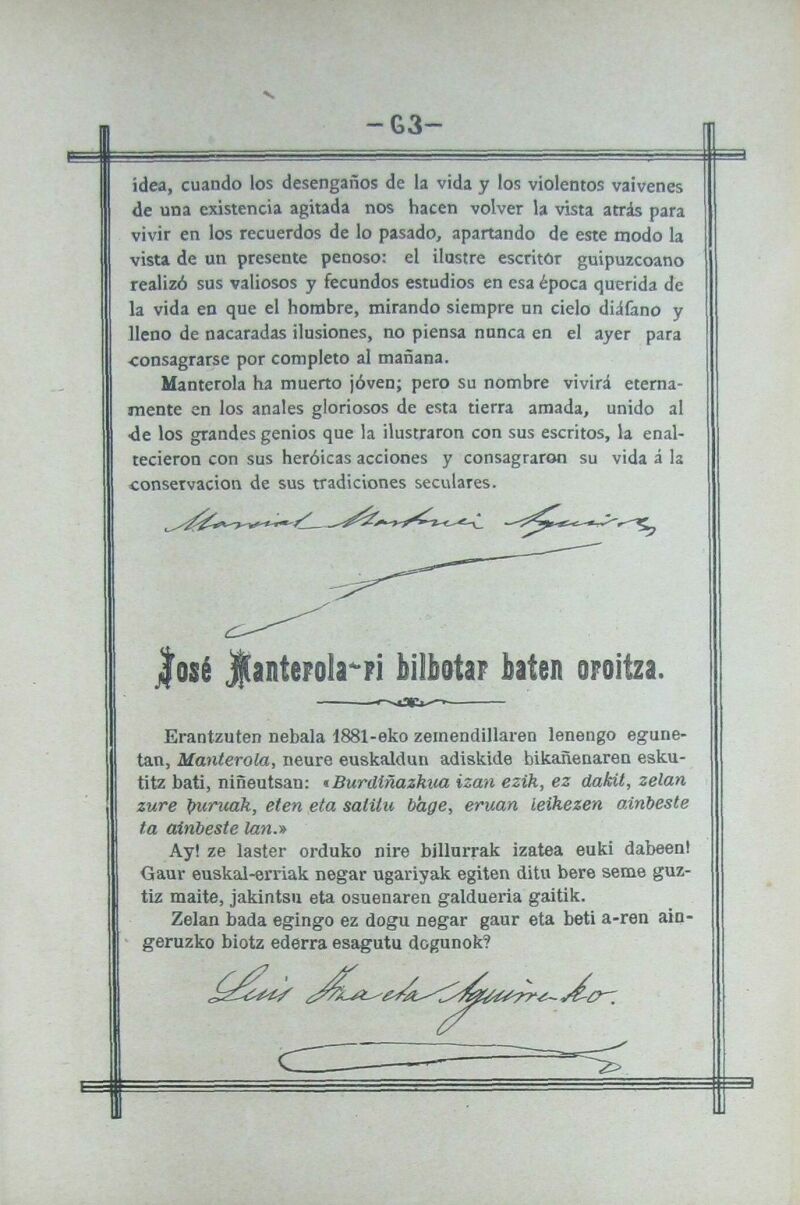 -63-
idea, cuando los desengaños de la vida y los violentos vaivenes
de una existencia agitada nos hacen volver la vista atrás para
vivir en los recuerdos de lo pasado, apartando de este modo la
vista de un presente penoso: el ilustre escritór guipuzcoano
realizó sus valiosos y fecundos estudios en esa época querida de
la vida en que el hombre, mirando siempre un cielo diáfano y
lleno de nacaradas ilusiones, no piensa nunca en el ayer para
consagrarse por completo al mañana.
Manterola ha muerto jóven; pero su nombre vivirá eterna-
mente en los anales gloriosos de esta tierra amada, unido al
de los grandes genios que la ilustraron con sus escritos, la enal-
tecieron con sus heróicas acciones y consagraron su vida á la
conservacion de sus tradiciones seculares.
Marcial Martinez Aguirre
José Manterola-ri bilbotar baten oroitza.
Erantzuten nebala 1881-eko zemendillaren lenengo egune-
tan, Manterola, neure euskaldun adiskide bikañenaren esku-
titz bati, niñeutsan: «Burdiñazkua izan ezik, ez dakit, zelan
zure buruak, eten eta salitu bage, eruan leikezen ainbeste
ta ainbeste lan.»
Ay! ze laster orduko nire billurrak izatea euki dabeen!
Gaur euskal-erriak negar ugariyak egiten ditu bere seme guz-
tiz maite, jakintsu eta osuenaren galdueria gaitik.
Zelan bada egingo ez dogu negar gaur eta beti a-ren ain-
geruzko biotz ederra esagutu dogunok?
Luis Iza eta Aguirre-ko.